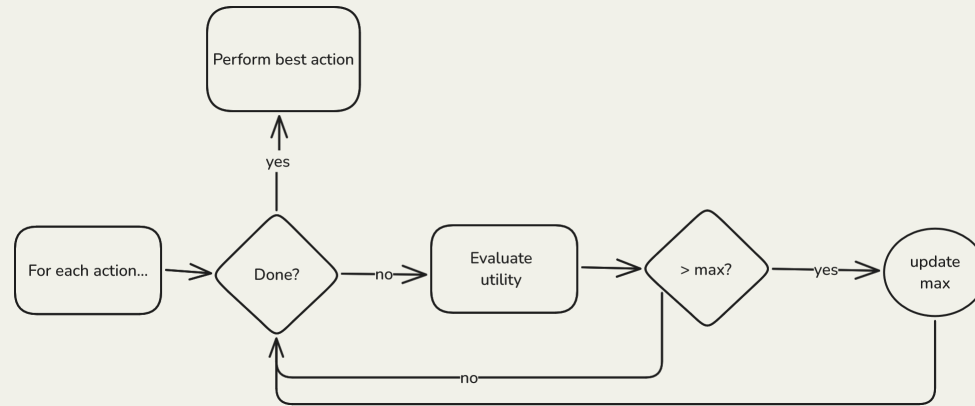 Perform best action
yes
For each action...
Done?
no
Evaluate
utility
> max?
yes
update
max
no